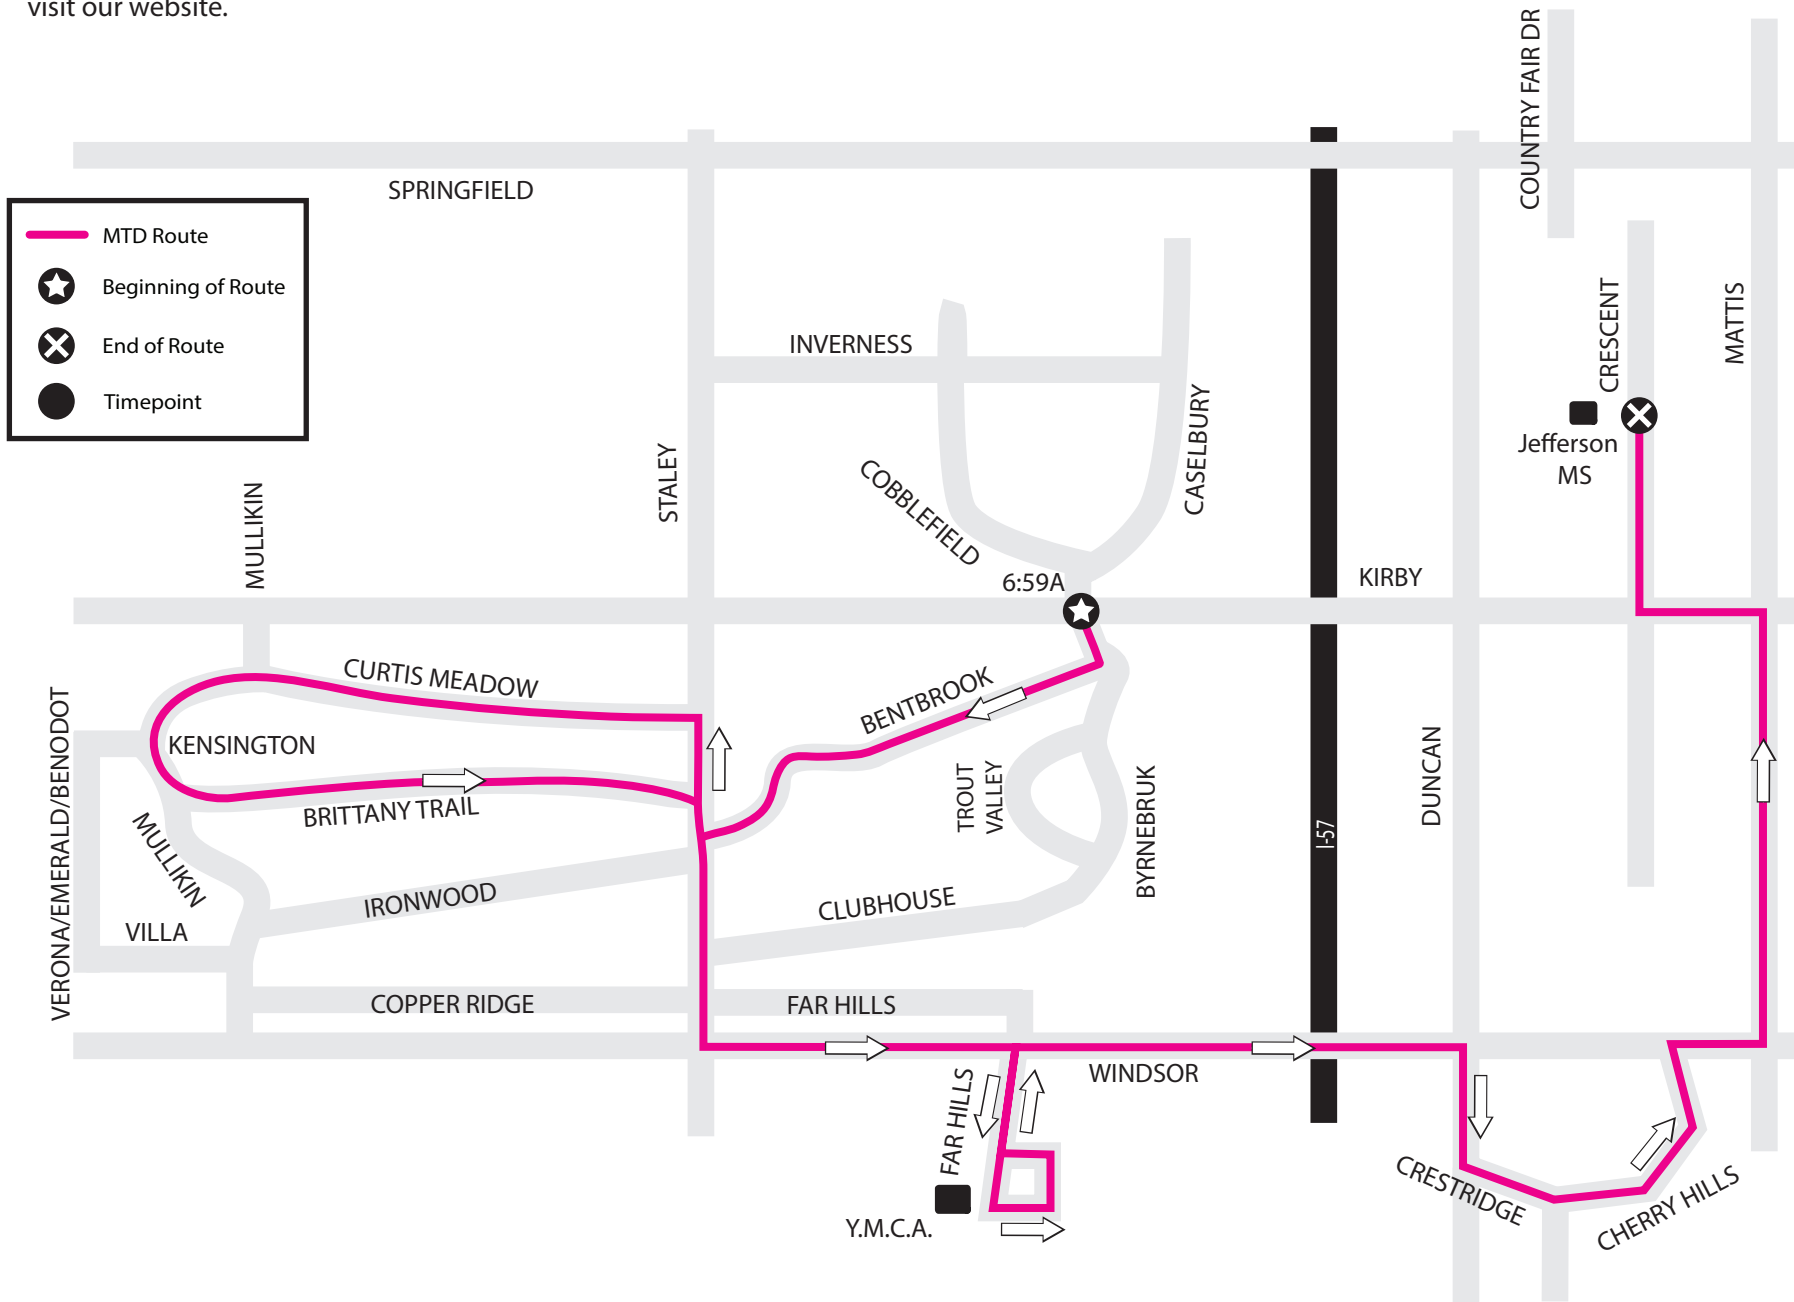 visit our website.
COUNTRY FAIR DR
SPRINGFIELD
MTD Route
Beginning of Route
End of Route
Timepoint
INVERNESS
CRESCENT
MATTIS
STALEY
CASELBURY
COBBLEFIELD
Jefferson
MS
MULLIKIN
6:59A
KIRBY
CURTIS MEADOW
BENTBROOK
VERONA/EMERALD/BENODOT
KENSINGTON
BRITTANY TRAIL
TROUT
VALLEY
BYRNEBRUK
I-57
DUNCAN
MULLIKIN
IRONWOOD
CLUBHOUSE
VILLA
COPPER RIDGE
FAR HILLS
WINDSOR
FAR HILLS
Y.M.C.A.
CRESTRIDGE
CHERRY HILLS